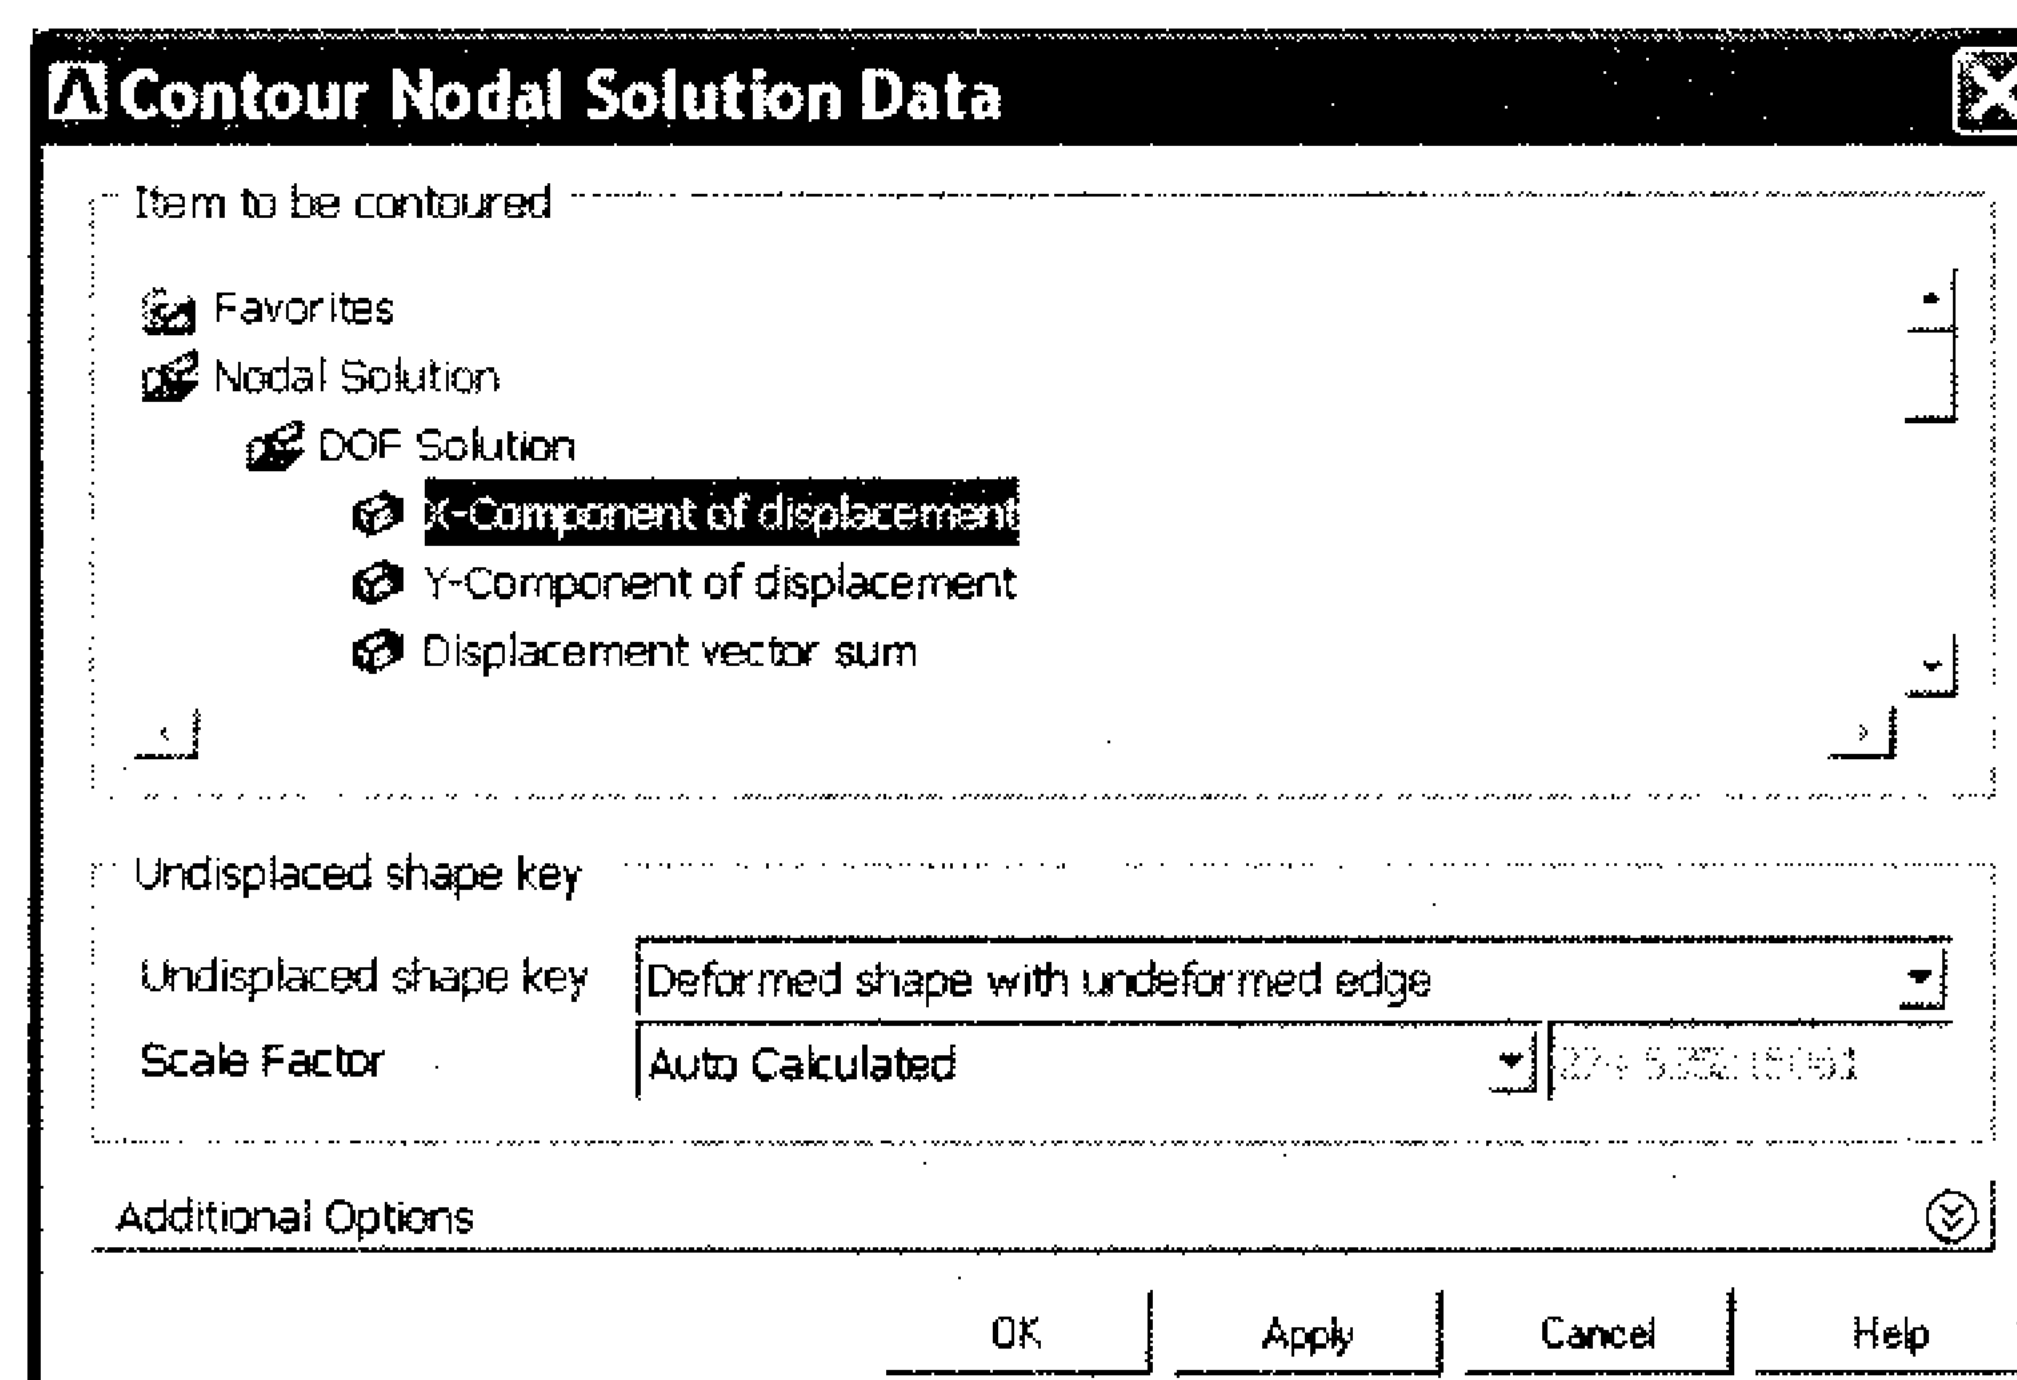 Contour Nodal Solution Data
Item to be contoured
Favorites
Nodal Solution
DOF Solution
X-Component of displacement
Y-Component of displacement
Displacement vector sum
Undisplaced shape key
Undisplaced shape key Deformed shape with undeformed edge
Scale Factor Auto Calculated
Additional Options
OK Apply Cancel Help